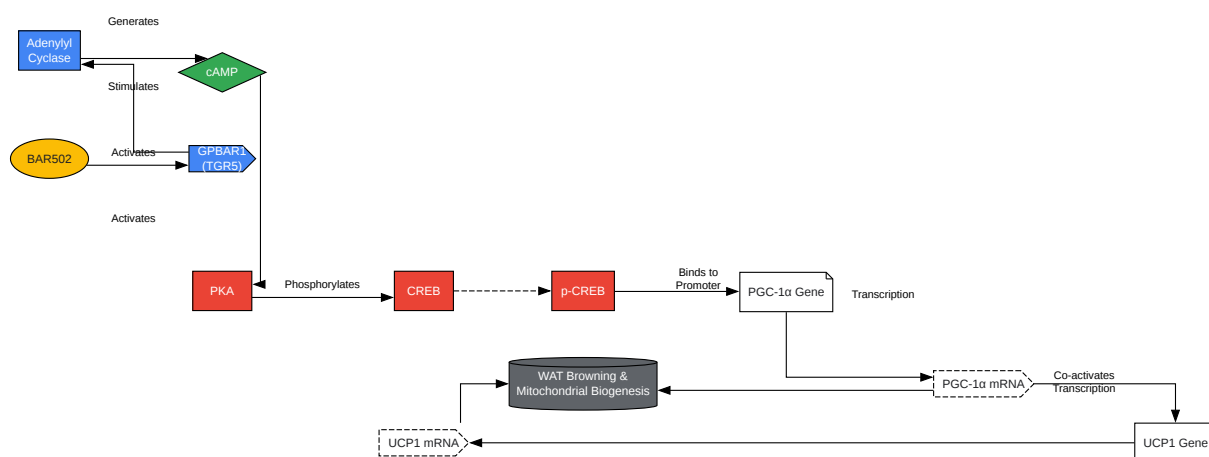 Generates
Adenylyl
Cyclase
cAMP
Stimulates
BAR502
Activates
GPBAR1
(TGR5)
Activates
PKA
Phosphorylates
CREB
p-CREB
Binds to
Promoter
PGC-1α Gene
Transcription
WAT Browning &
Mitochondrial Biogenesis
PGC-1α mRNA
Co-activates
Transcription
UCP1 mRNA
UCP1 Gene